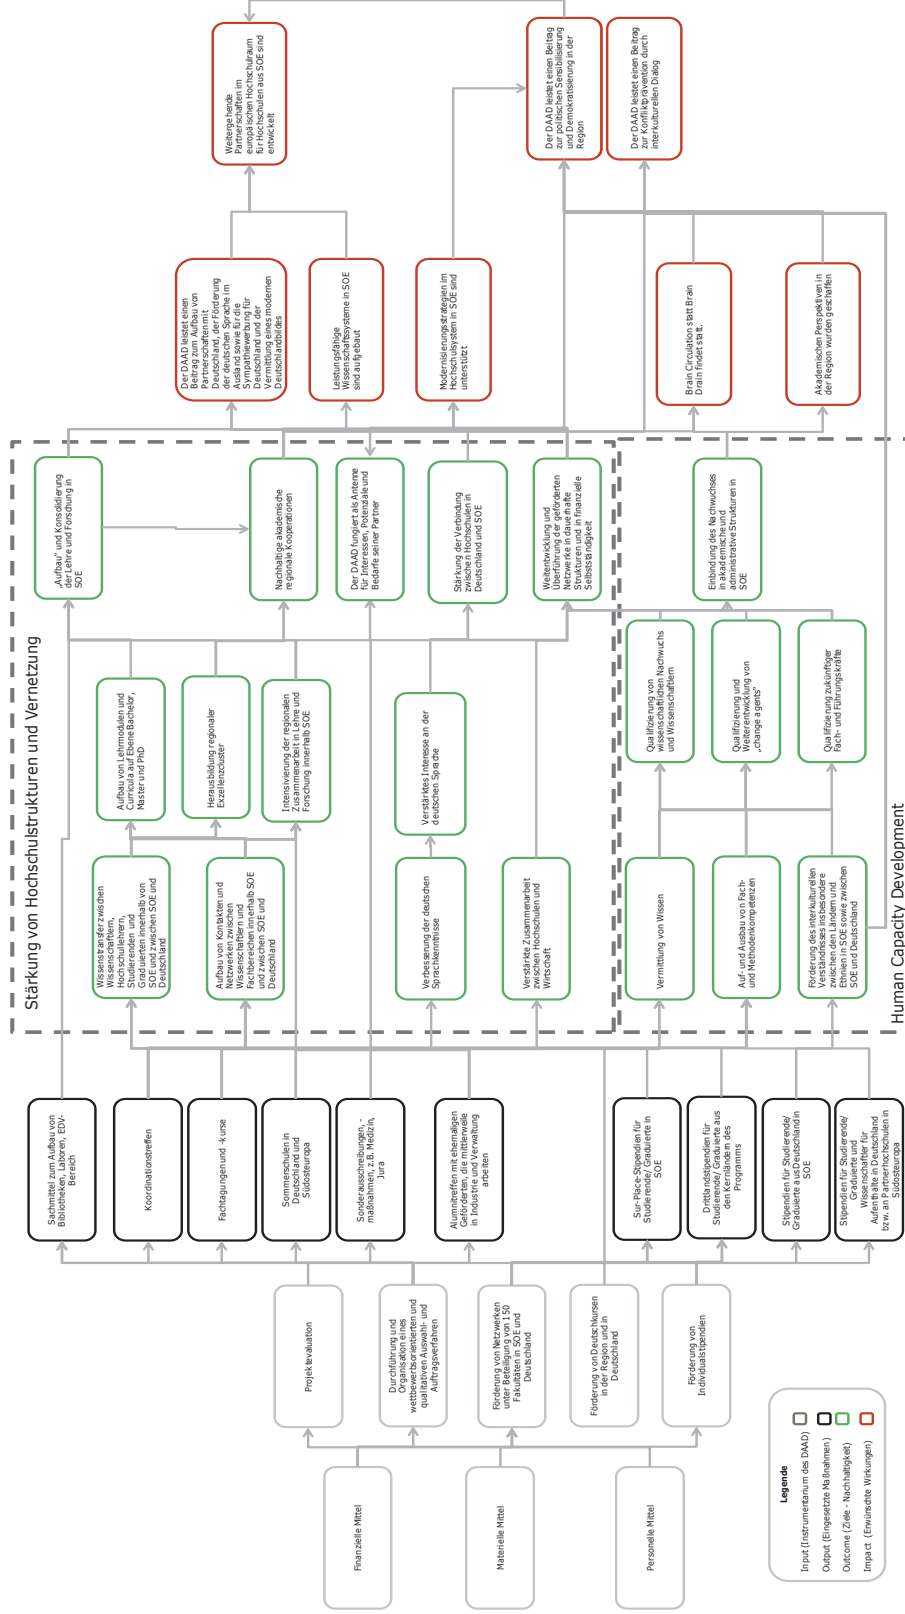 Finanzielle Mittel
Materielle Mittel
Personelle Mittel
Projektevaluation
Durchführung und
Organisation eines
wettbewerbsorientierten und
qualitativen Auswahl- und
Auftragsverfahren
Förderung von Netzwerken
unter Beteiligung von 150
Fakultäten in SOE und
Deutschland
Förderung von Deutschkursen
in der Region und in
Deutschland
Förderung von
Individualstipendien
Sachmittel zum Aufbau von
Bibliotheken, Laboren, EDV-
Bereich
Koordinationstreffen
Fachtagungen und -kurse
Sommerschulen in
Deutschland und
Südosteuropa
Sonderausschreibungen, -
maßnahmen, z.B. Medizin,
Jura
Alumnitreffen mit ehemaligen
Geförderten, die mittlerweile
in Industrie und Verwaltung
arbeiten
Sur-Place-Stipendien für
Studierende/ Graduierte in
SOE
Drittlandstipendien für
Studierende/ Graduierte aus
den Kernländern des
Programms
Stipendien für Studierende/
Graduierte aus Deutschland in
SOE
Stipendien für Studierende/
Graduierte und
Wissenschaftler für
Aufenthalte in Deutschland
bzw. an Partnerhochschulen in
Südosteuropa
Stärkung von Hochschulstrukturen und Vernetzung
Wissenstransfer zwischen
Wissenschaftlern,
Hochschullehrern,
Studierenden und
Graduierten innerhalb von
SOE und zwischen SOE und
Deutschland
Aufbau von Kontakten und
Netzwerken zwischen
Wissenschaftlern und
Fachbereichen innerhalb SOE
und zwischen SOE und
Deutschland
Verbesserung der deutschen
Sprachkenntnisse
Verstärkte Zusammenarbeit
zwischen Hochschulen und
Wirtschaft
Aufbau von Lehrmodulen und
Curricula auf Ebene Bachelor,
Master und PhD
Herausbildung regionaler
Exzellenzcluster
Intensivierung der regionalen
Zusammenarbeit in Lehre und
Forschung innerhalb SOE
Verstärktes Interesse an der
deutschen Sprache
„Aufbau“ und Konsolidierung
der Lehre und Forschung in
SOE
Nachhaltige akademische
regionale Kooperationen
Der DAAD fungiert als Antenne
für Interessen, Potenziale und
Bedarfe seiner Partner
Stärkung der Verbindung
zwischen Hochschulen in
Deutschland und SOE
Weitentwicklung und
Überführung der geförderten
Netzwerke in dauerhafte
Strukturen und in finanzielle
Selbstständigkeit
Human Capacity Development
Vermittlung von Wissen
Auf- und Ausbau von Fach-
und Methodenkompetenzen
Förderung des interkulturellen
Verständnisses insbesondere
zwischen den Ländern und
Ethnien in SOE sowie zwischen
SOE und Deutschland
Qualifizierung von
wissenschaftlichen Nachwuchs
und Wissenschaftlern
Qualifizierung und
Weiterentwicklung von
„change agents“
Qualifizierung zukünftiger
Fach- und Führungskräfte
Einbindung des Nachwuchses
in akademische und
administrative Strukturen in
SOE
Der DAAD leistet einen
Beitrag zum Aufbau von
Partnerschaften mit
Deutschland, der Förderung
der deutschen Sprache im
Ausland sowie für die
Sympathiewerbung für
Deutschland und der
Vermittlung eines modernen
Deutschlandbildes
Leistungsfähige
Wissenschaftssysteme in SOE
sind aufgebaut
Modernisierungsstrategien im
Hochschulsystem in SOE sind
unterstützt
Brain Circulation statt Brain
Drain findet statt.
Akademischen Perspektiven in
der Region wurden geschaffen
Weitergehende
Partnerschaften im
europäischen Hochschulraum
für Hochschulen aus SOE sind
entwickelt
Der DAAD leistet einen Beitrag
zur politischen Sensibilisierung
und Demokratisierung in der
Region
Der DAAD leistet einen Beitrag
zur Konfliktprävention durch
interkulturellen Dialog
Legende
Input (Instrumentarium des DAAD)
Output (Eingesetzte Maßnahmen)
Outcome (Ziele - Nachhaltigkeit)
Impact (Erwünschte Wirkungen)